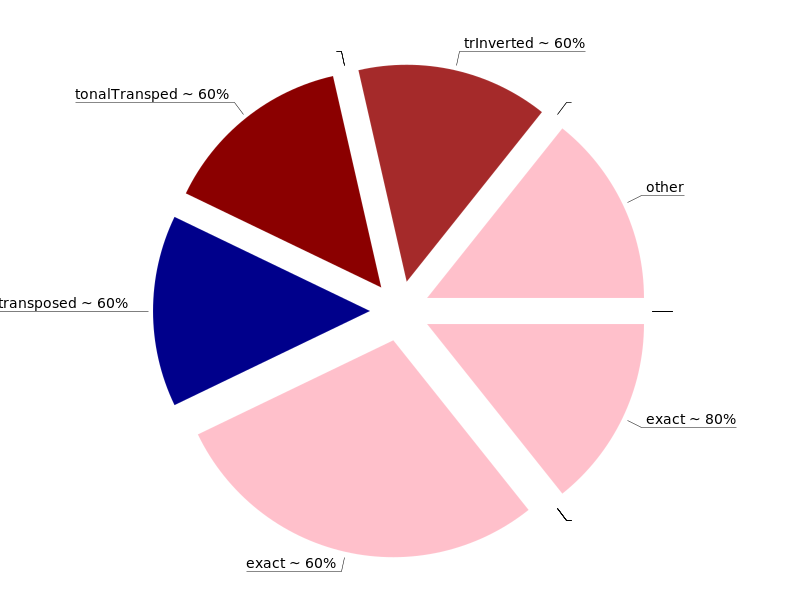 trInverted ~ 60%
tonalTransped ~ 60%
other
transposed ~ 60%
exact ~ 80%
exact ~ 60%